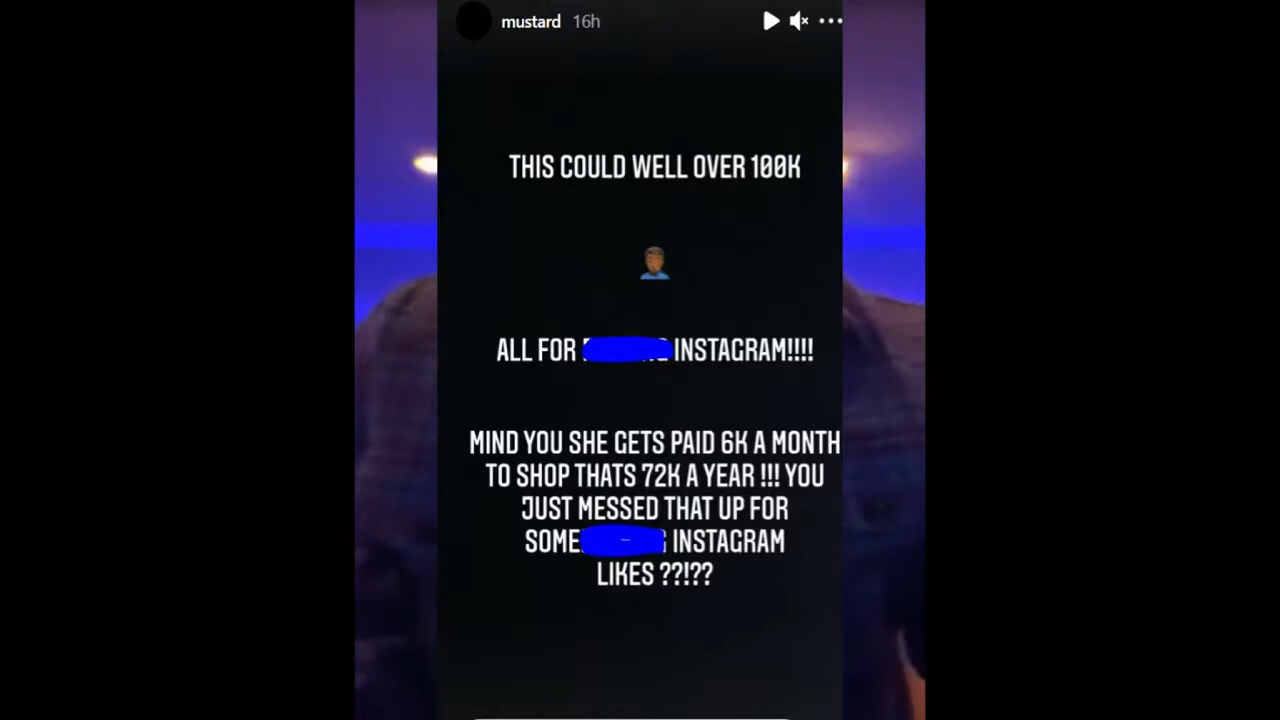 mustard 16h
THIS COULD WELL OVER 100K
ALL FOR INSTAGRAM!!!!
MIND YOU SHE GETS PAID 6K A MONTH
TO SHOP THATS 72K A YEAR !!! YOU
JUST MESSED THAT UP FOR
SOME INSTAGRAM
LIKES ??!??